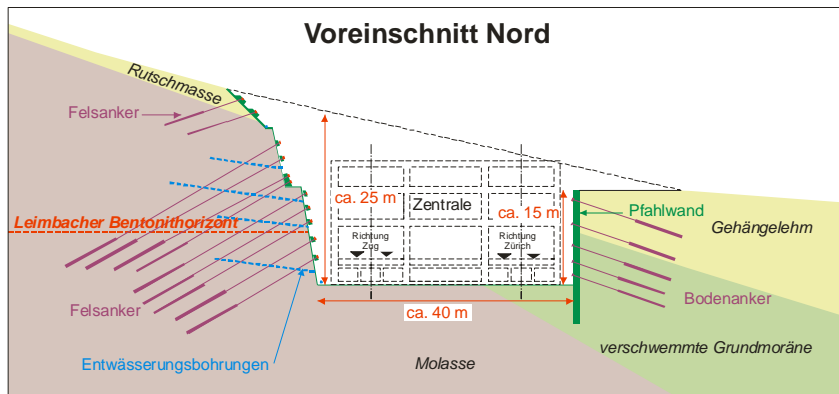 Voreinschnitt Nord
Rutschmasse
Felsanker
ca. 25 m
Zentrale
ca. 15 m
Pfahlwand
Leimbacher Bentonithorizont
Gehängelehm
Richtung
Zug
Richtung
Zürich
Felsanker
Bodenanker
ca. 40 m
verschwemmte Grundmoräne
Entwässerungsbohrungen
Molasse